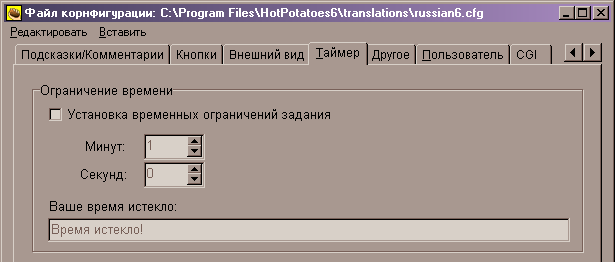 Файл корнфигурации: C:\Program Files\HotPotatoes6\translations\russian6.cfg
Редактировать Вставить
Подсказки/Комментарии Кнопки Внешний вид Таймер Другое Пользователь CGI
Ограничение времени
Установка временных ограничений задания
Минут: 1
Секунд: 0
Ваше время истекло:
Время истекло!